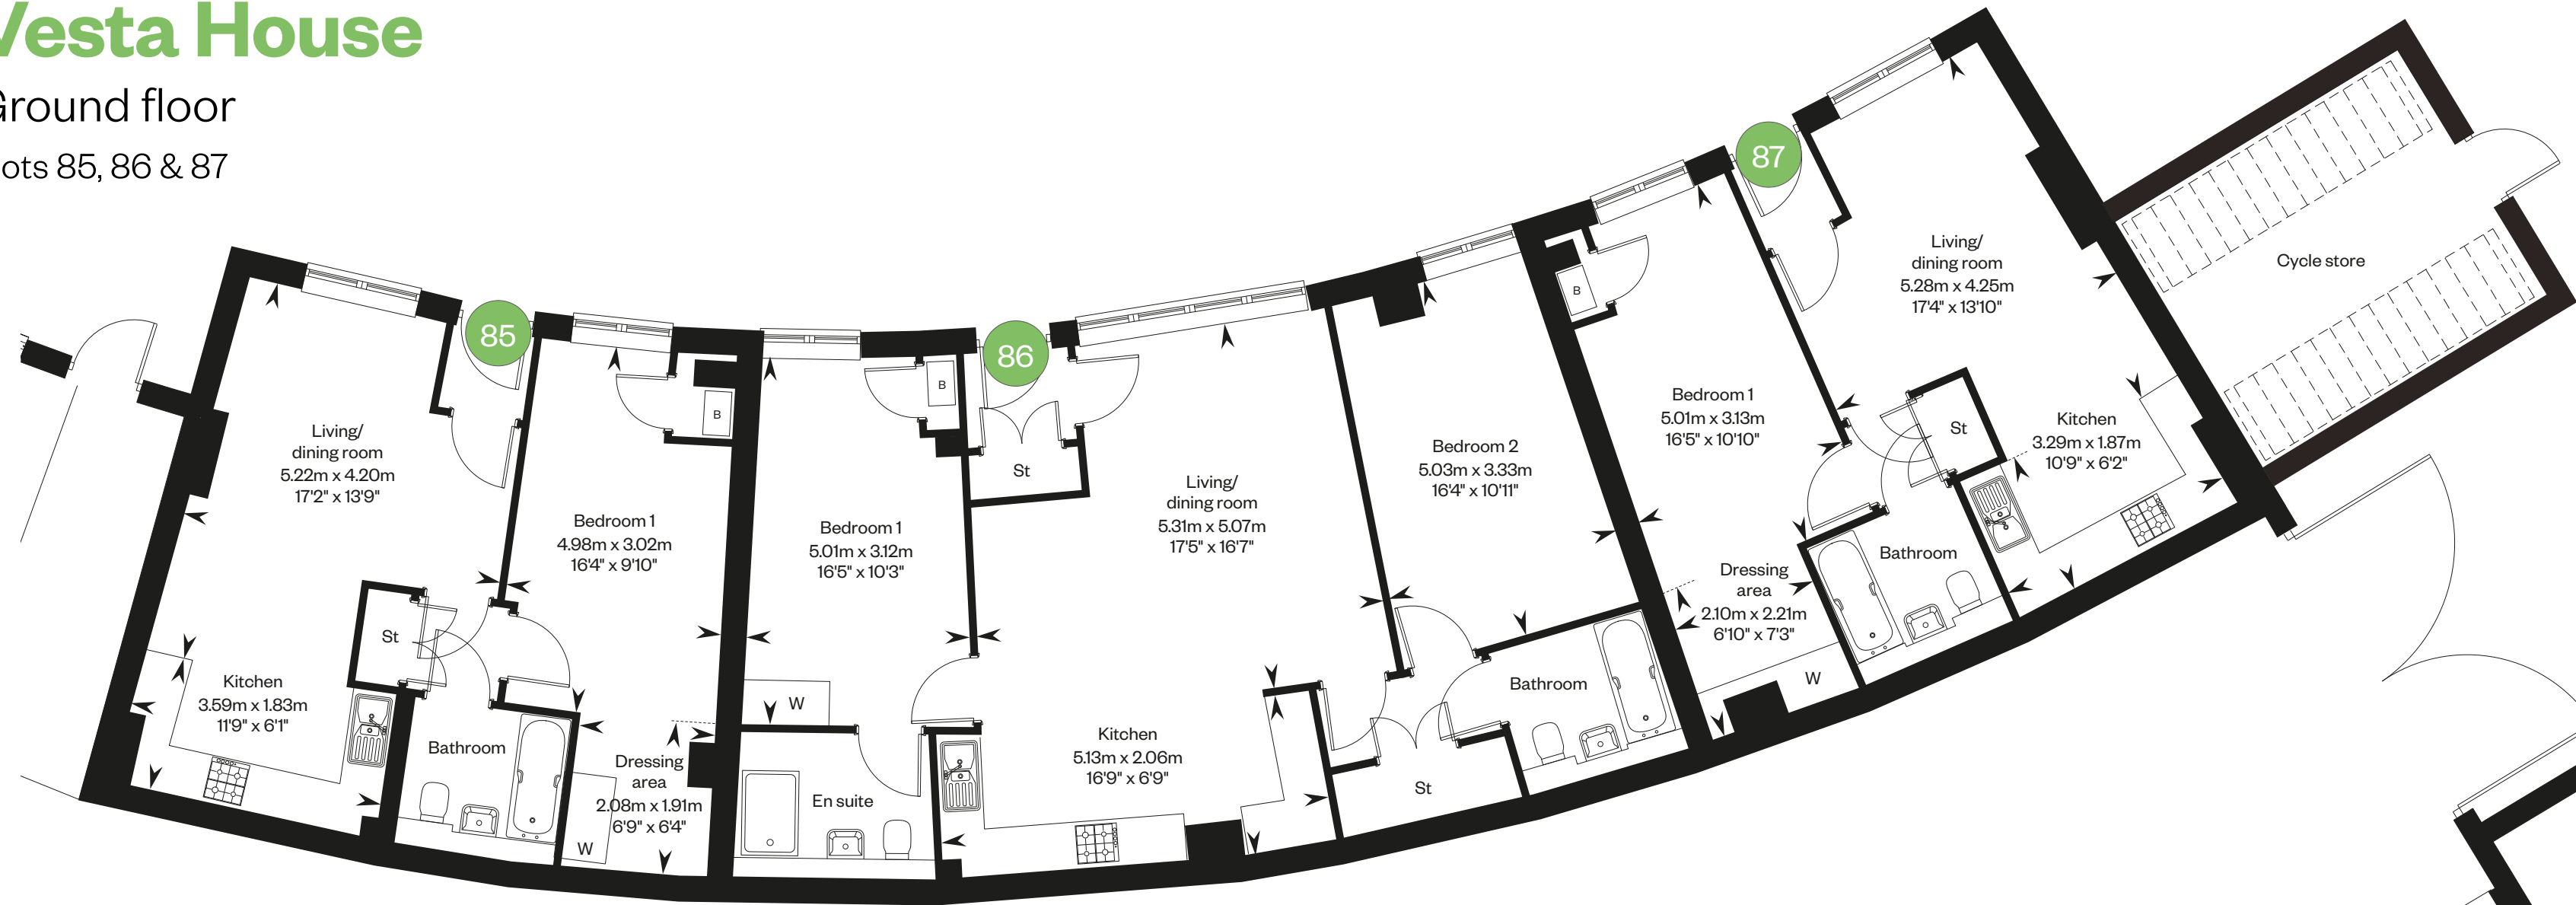 Vesta House
Ground floor
ots 85, 86 & 87
85
Living/
dining room
5.22m x 4.20m
17'2" x 13'9"
St
Kitchen
3.59m x 1.83m
11'9" x 6'1"
Bathroom
Bedroom 1
4.98m x 3.02m
16'4" x 9'10"
B
Dressing
area
2.08m x 1.91m
6'9" x 6'4"
W
86
Bedroom 1
5.01m x 3.12m
16'5" x 10'3"
B
W
En suite
St
Living/
dining room
5.31m x 5.07m
17'5" x 16'7"
Kitchen
5.13m x 2.06m
16'9" x 6'9"
Bedroom 2
5.03m x 3.33m
16'4" x 10'11"
Bathroom
St
87
B
Bedroom 1
5.01m x 3.13m
16'5" x 10'10"
Dressing
area
2.10m x 2.21m
6'10" x 7'3"
W
Bathroom
Living/
dining room
5.28m x 4.25m
17'4" x 13'10"
St
Kitchen
3.29m x 1.87m
10'9" x 6'2"
Cycle store